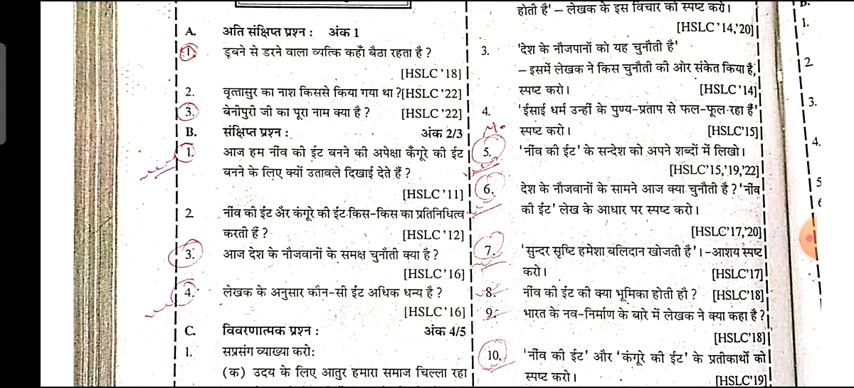 A. अति संक्षिप्त प्रश्न : अंक 1
1. डूबने से डरने वाला व्यक्ति कहाँ बैठा रहता है ?
[HSLC '18]
2. वृत्तासुर का नाश किससे किया गया था ?[HSLC '22]
3. बेनीपुरी जी का पूरा नाम क्या है ? [HSLC '22]
B. संक्षिप्त प्रश्न : अंक 2/3
1. आज हम नींव की ईंट बनने की अपेक्षा कँगूरे की ईंट
बनने के लिए क्यों उतावले दिखाई देते हैं ?
[HSLC '11]
2. नींव की ईंट और कंगूरे की ईंट किस-किस का प्रतिनिधित्व
करती हैं ? [HSLC '12]
3. आज देश के नौजवानों के समक्ष चुनौती क्या है ?
[HSLC '16]
4. लेखक के अनुसार कौन-सी ईंट अधिक धन्य है ?
[HSLC '16]
C. विवरणात्मक प्रश्न : अंक 4/5
1. सप्रसंग व्याख्या करो:
(क) उदय के लिए आतुर हमारा समाज चिल्ला रहा
होती है' – लेखक के इस विचार को स्पष्ट करो।
[HSLC '14,'20]
3. 'देश के नौजपानों को यह चुनौती है'
– इसमें लेखक ने किस चुनौती की ओर संकेत किया है,
स्पष्ट करो। [HSLC '14]
4. 'ईसाई धर्म उन्हीं के पुण्य-प्रताप से फल-फूल रहा है'
स्पष्ट करो। [HSLC'15]
5. 'नींव की ईंट' के सन्देश को अपने शब्दों में लिखो।
[HSLC'15,'19,'22]
6. देश के नौजवानों के सामने आज क्या चुनौती है ? 'नींव
की ईंट' लेख के आधार पर स्पष्ट करो।
[HSLC'17,'20]
7. 'सुन्दर सृष्टि हमेशा बलिदान खोजती है'। –आशय स्पष्ट
करो। [HSLC'17]
8. नींव की ईंट की क्या भूमिका होती हौ ? [HSLC'18]
9. भारत के नव-निर्माण के बारे में लेखक ने क्या कहा है ?
[HSLC'18]
10. 'नींव की ईंट' और 'कंगूरे की ईंट' के प्रतीकार्थों को
स्पष्ट करो। [HSLC'19]
D.
1.
2.
3.
4.
5
6